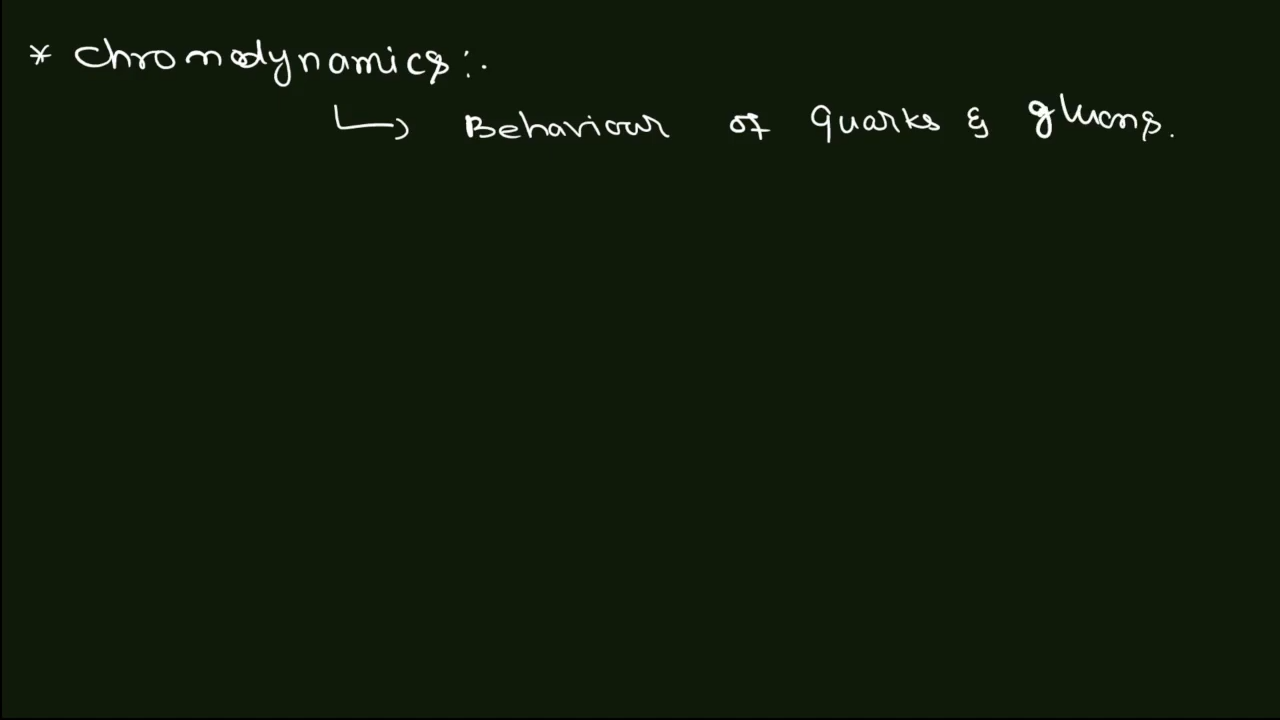 * Chromodynamics :.
↳ Behaviour of Quarks & gluons.